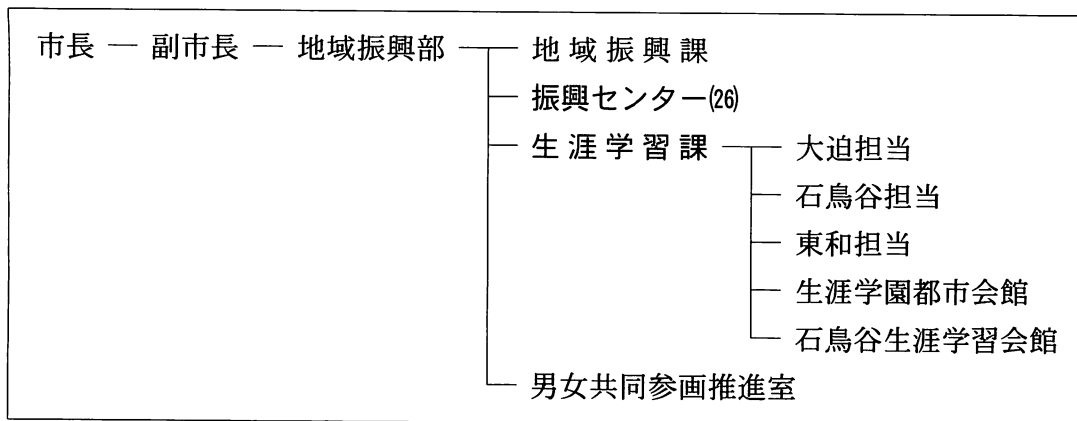 市長 ― 副市長 ― 地域振興部 地域振興課
振興センター(26)
生涯学習課 大迫担当
石鳥谷担当
東和担当
生涯学園都市会館
石鳥谷生涯学習会館
男女共同参画推進室